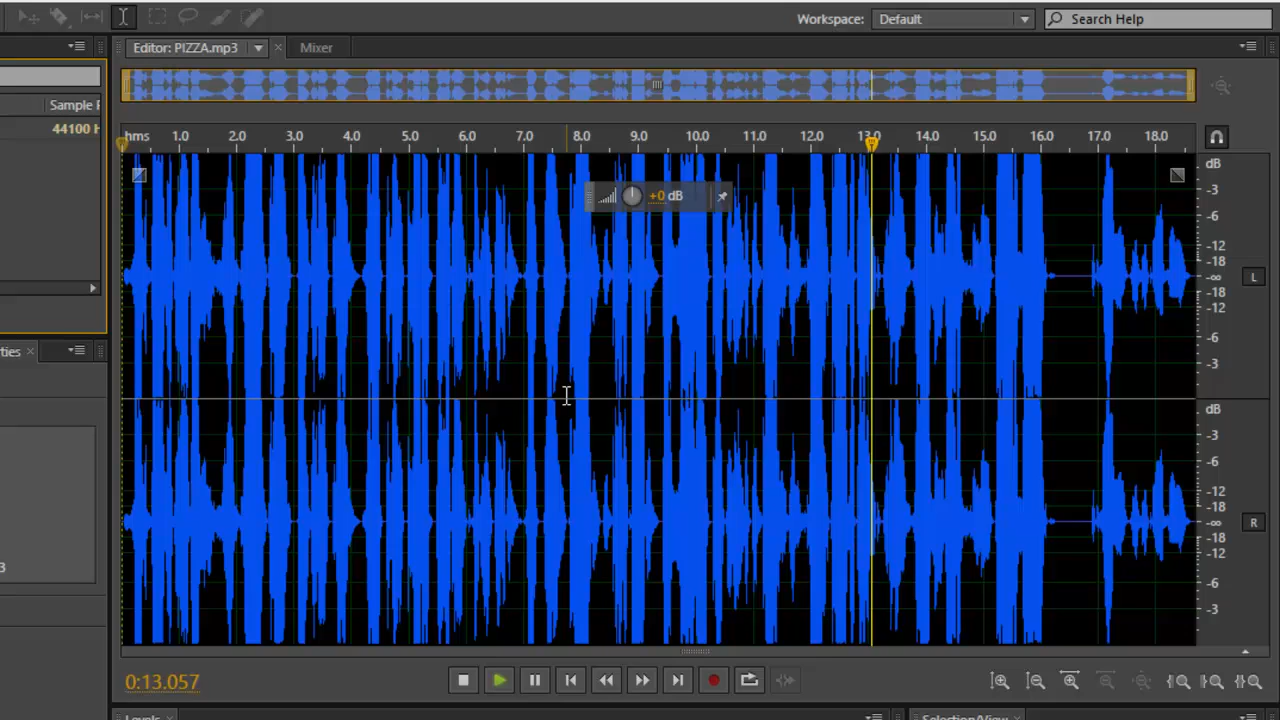 Workspace: Default Search Help
Editor: PIZZA.mp3 × Mixer
Sample
44100
hms 1.0 2.0 3.0 4.0 5.0 6.0 7.0 8.0 9.0 10.0 11.0 12.0 13.0 14.0 15.0 16.0 17.0 18.0
dB
+0 dB
-3
-6
-12
-18
-∞ L
-18
-12
-6
-3
ties ×
dB
-3
-6
-12
-18
-∞ R
-18
-12
3
-6
-3
0:13.057
Levels × Selection/View ×